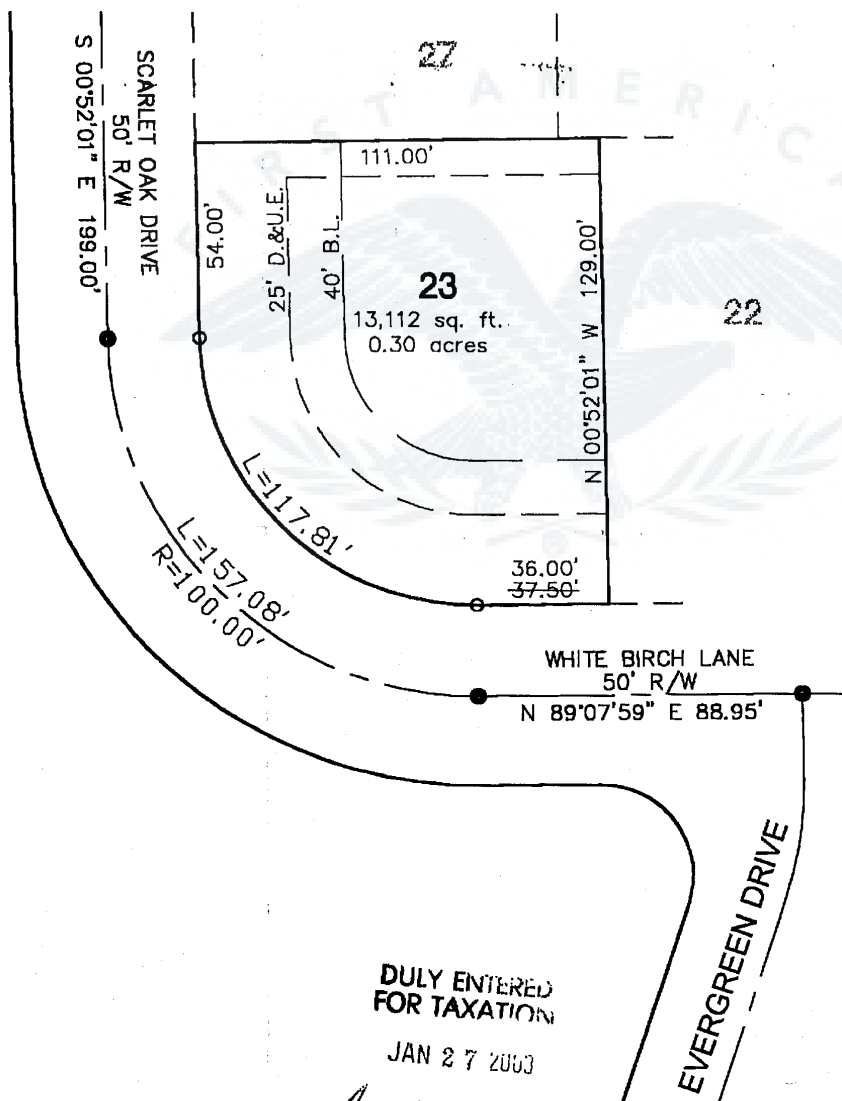 FIRST AMERICA
27
SCARLET OAK DRIVE
50' R/W
S 00°52'01" E 199.00'
111.00'
54.00'
25' D.&U.E.
40' B.L.
23
13,112 sq. ft.
0.30 acres
N 00°52'01" W 129.00'
22
L=117.81'
L=157.08'
R=100.00'
36.00'
37.50'
WHITE BIRCH LANE
50' R/W
N 89°07'59" E 88.95'
EVERGREEN DRIVE
DULY ENTERED
FOR TAXATION
JAN 27 2003